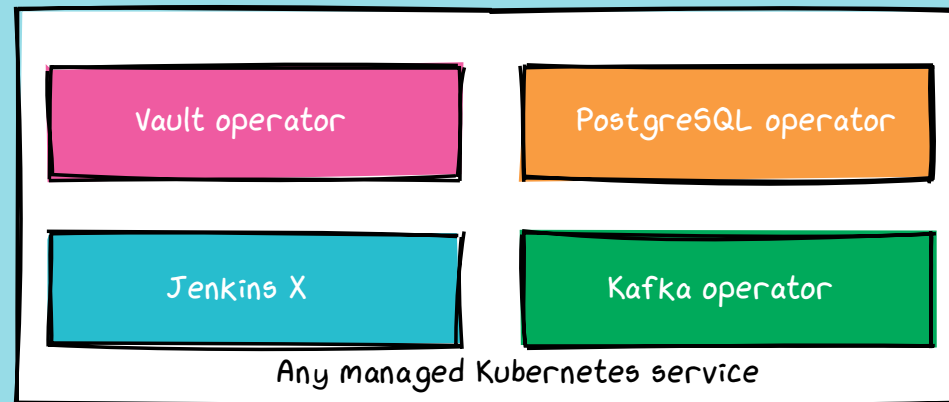 Vault operator
PostgreSQL operator
Jenkins X
Kafka operator
Any managed Kubernetes service